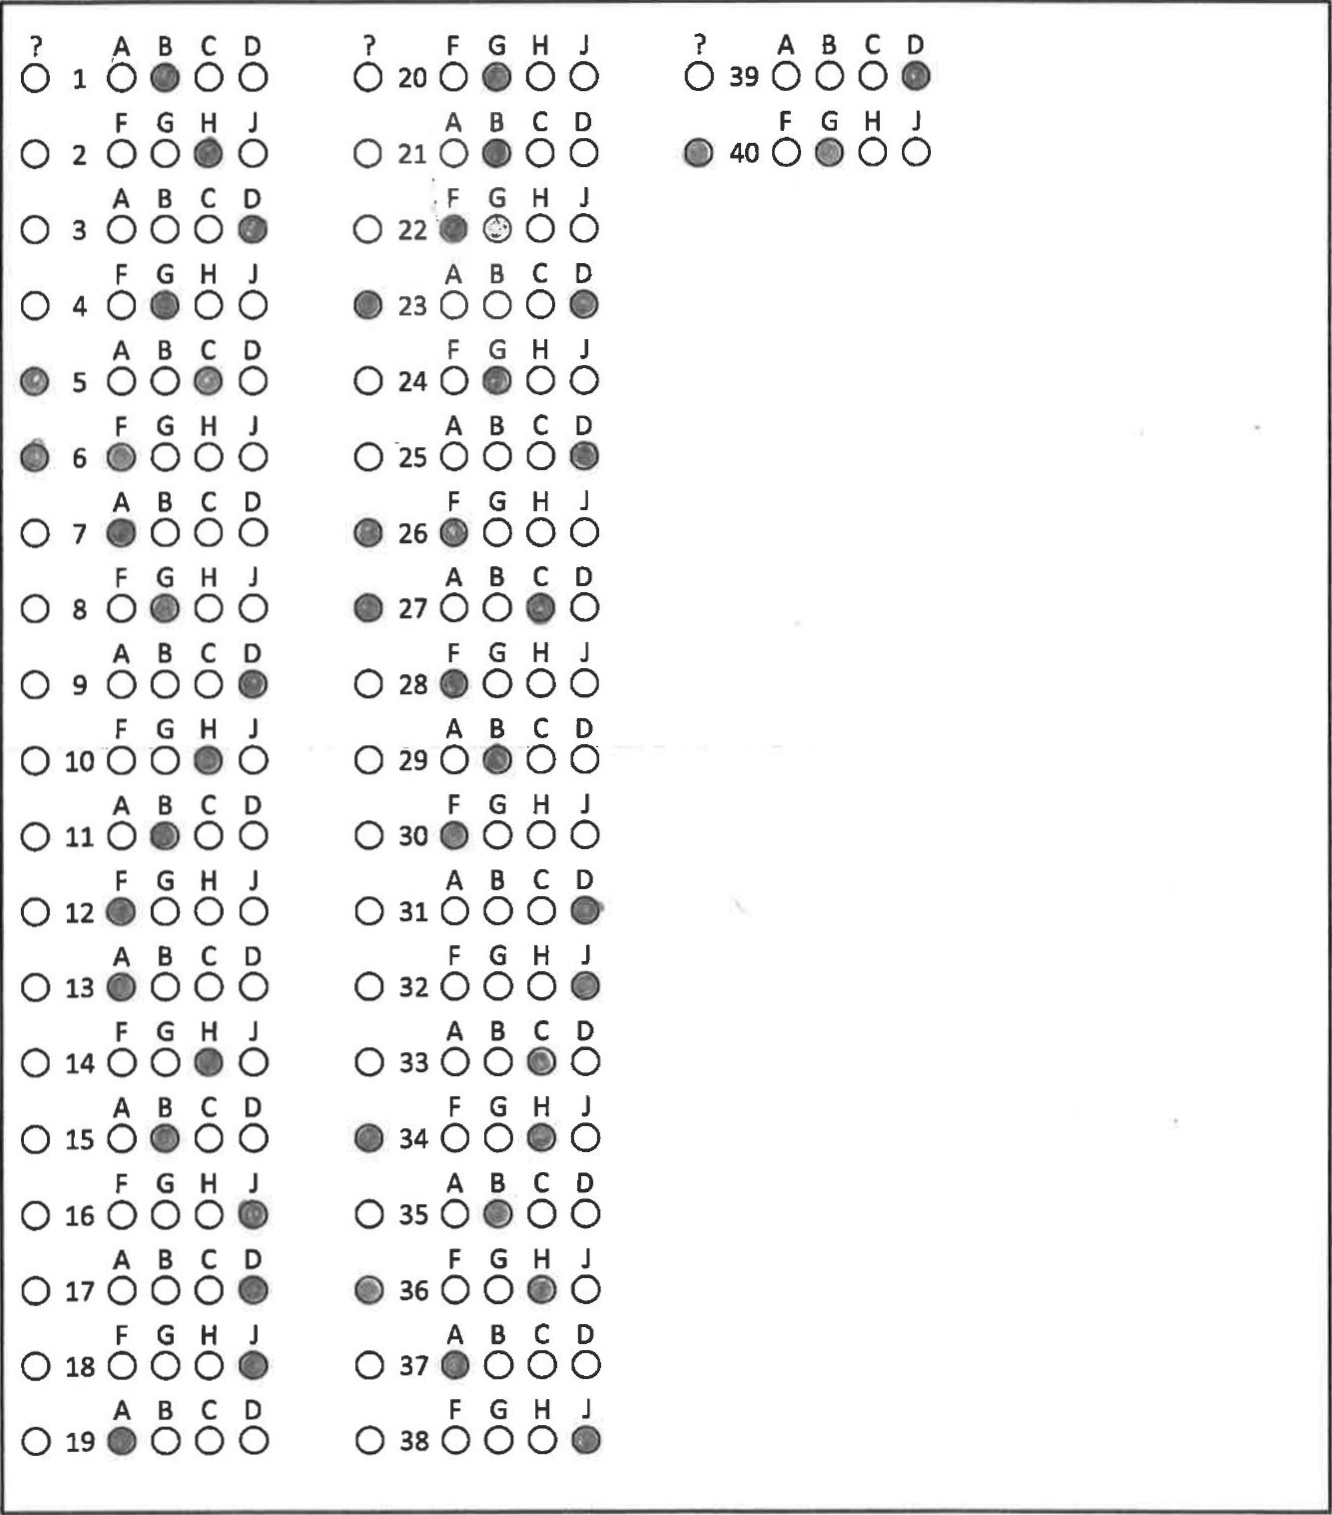 ? A B C D
1
F G H J
2
A B C D
3
F G H J
4
A B C D
5
F G H J
6
A B C D
7
F G H J
8
A B C D
9
F G H J
10
A B C D
11
F G H J
12
A B C D
13
F G H J
14
A B C D
15
F G H J
16
A B C D
17
F G H J
18
A B C D
19
? F G H J
20
A B C D
21
F G H J
22
A B C D
23
F G H J
24
A B C D
25
F G H J
26
A B C D
27
F G H J
28
A B C D
29
F G H J
30
A B C D
31
F G H J
32
A B C D
33
F G H J
34
A B C D
35
F G H J
36
A B C D
37
F G H J
38
? A B C D
39
F G H J
40